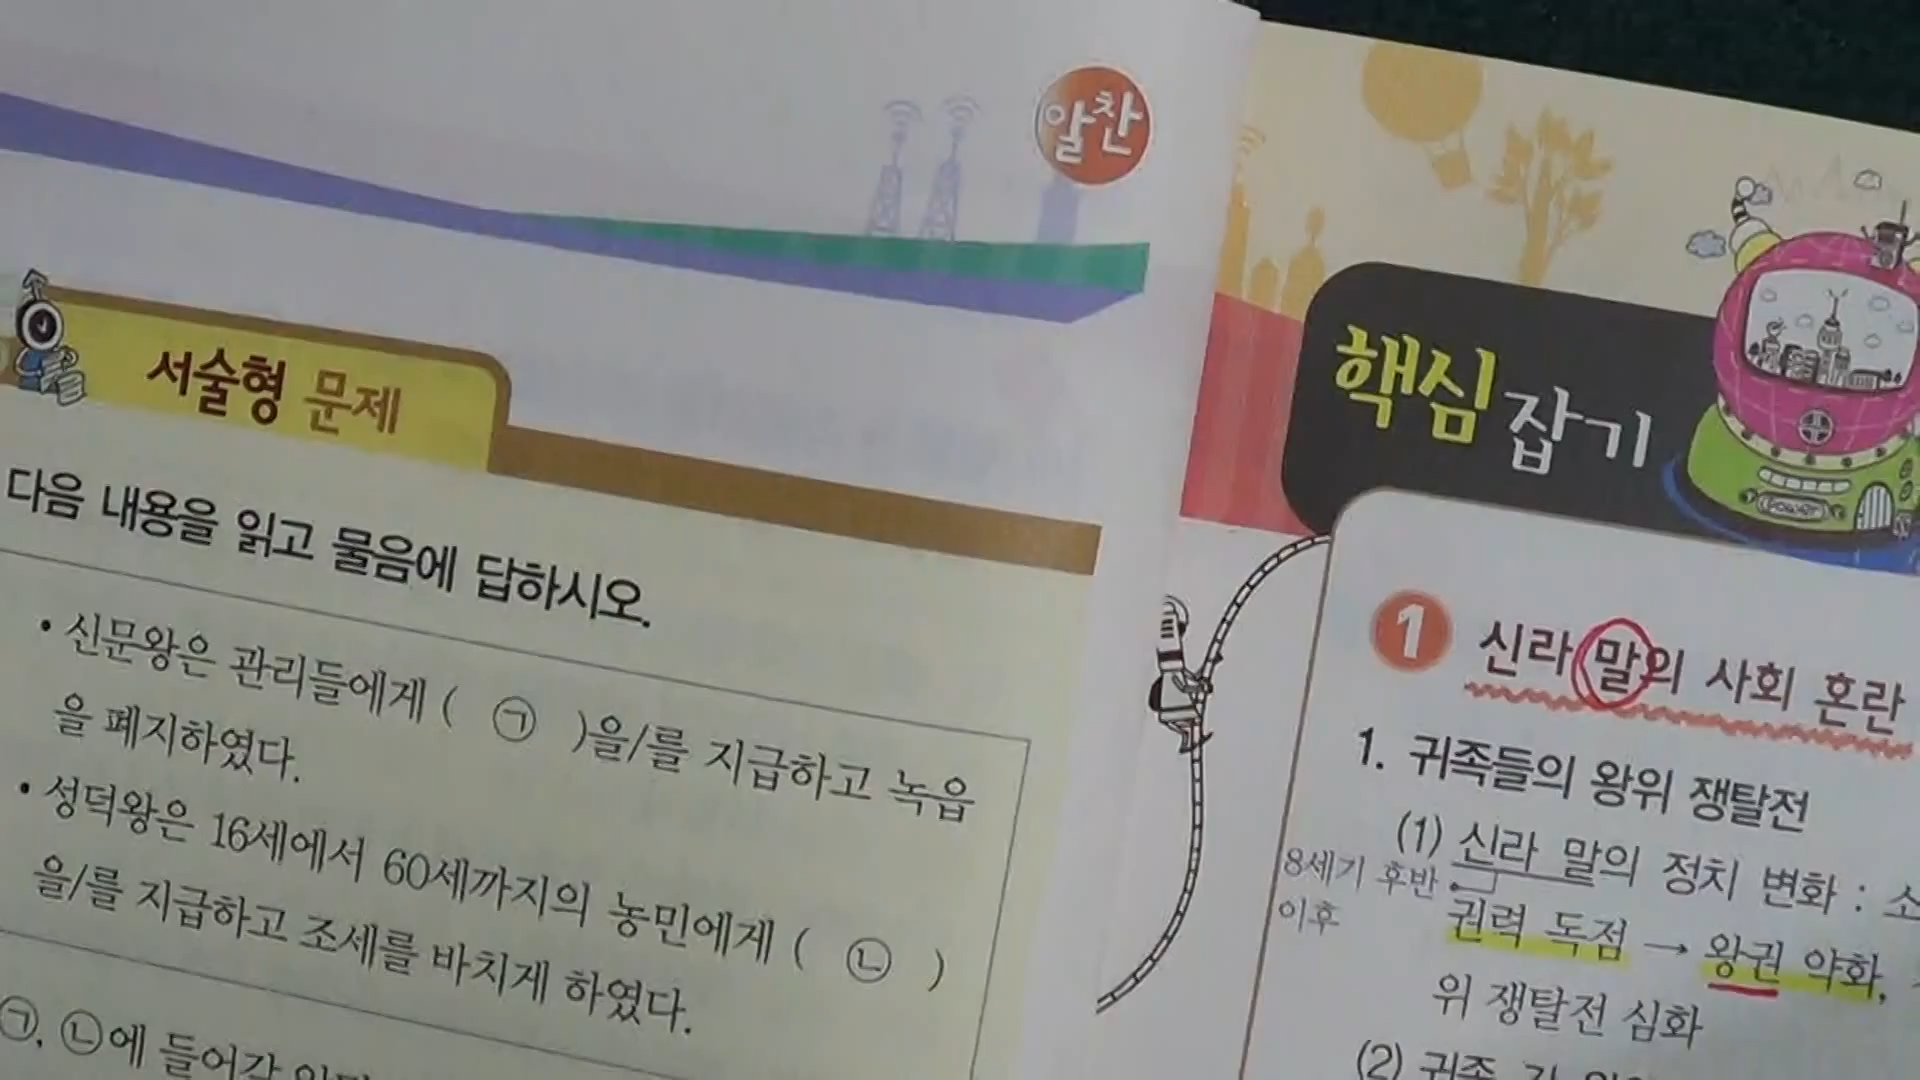 알찬
서술형 문제
다음 내용을 읽고 물음에 답하시오.
• 신문왕은 관리들에게 ( ㉠ )을/를 지급하고 녹읍
을 폐지하였다.
• 성덕왕은 16세에서 60세까지의 농민에게 ( ㉡ )
을/를 지급하고 조세를 바치게 하였다.
㉠, ㉡에 들어갈
핵심 잡기
Power
1 신라 말의 사회 혼란
1. 귀족들의 왕위 쟁탈전
(1) 신라 말의 정치 변화 : 소
8세기 후반
이후
권력 독점 → 왕권 약화,
위 쟁탈전 심화
(2) 귀족 간